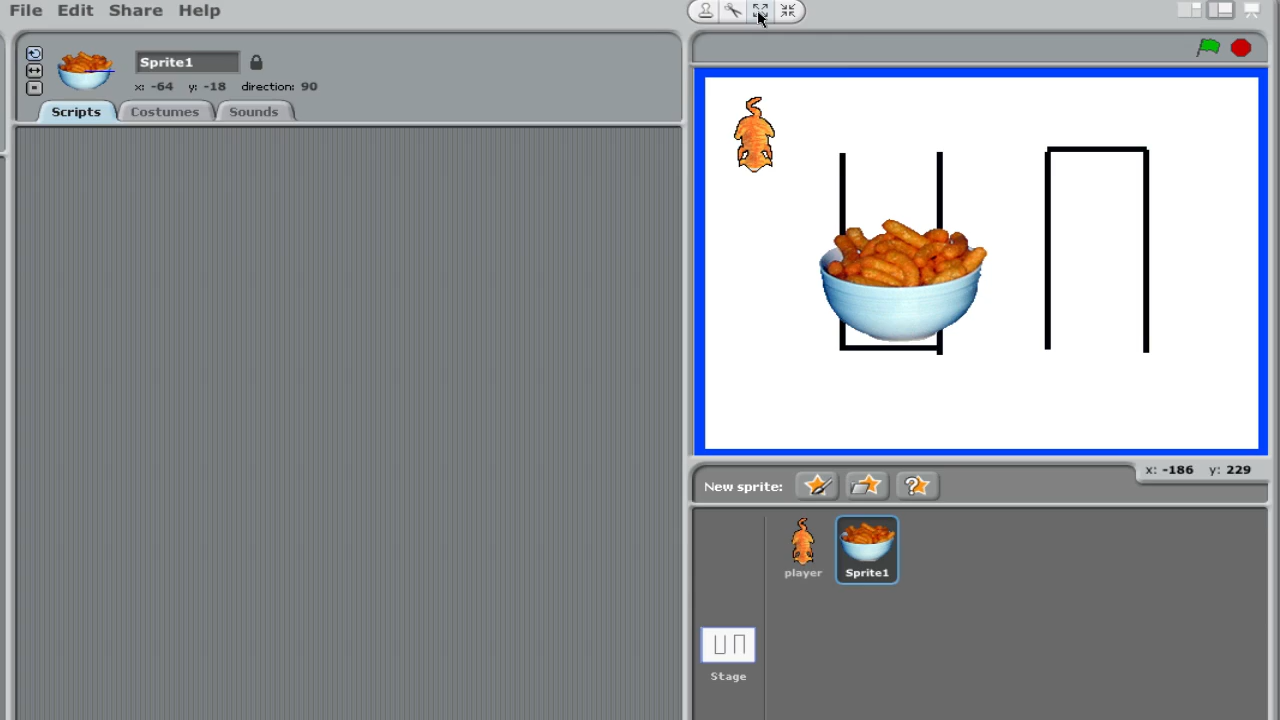 File Edit Share Help
Sprite1
x: -64 y: -18 direction: 90
Scripts Costumes Sounds
x: -186 y: 229
New sprite:
player Sprite1
Stage